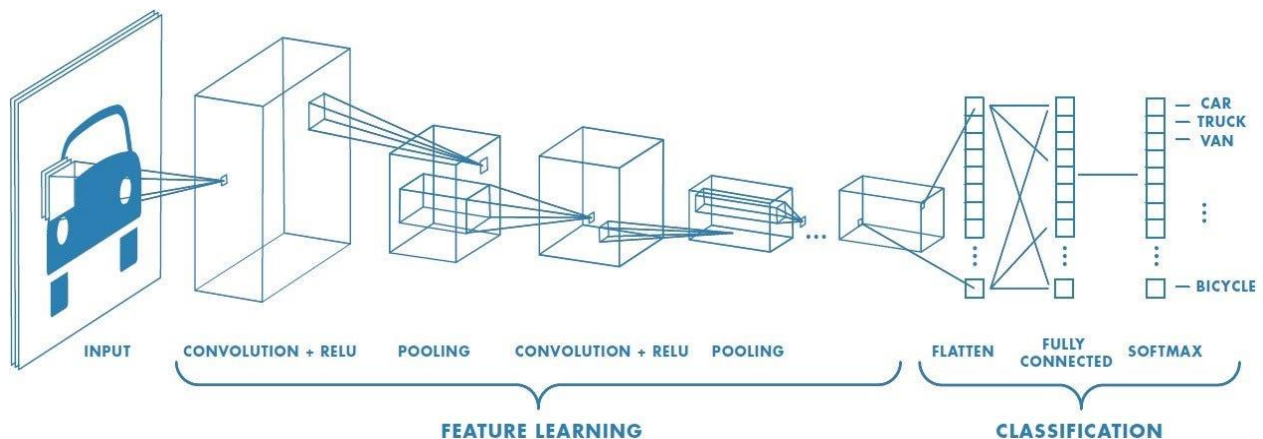 CAR
TRUCK
VAN
BICYCLE
INPUT
CONVOLUTION + RELU
POOLING
CONVOLUTION + RELU
POOLING
FLATTEN
FULLY
CONNECTED
SOFTMAX
FEATURE LEARNING
CLASSIFICATION